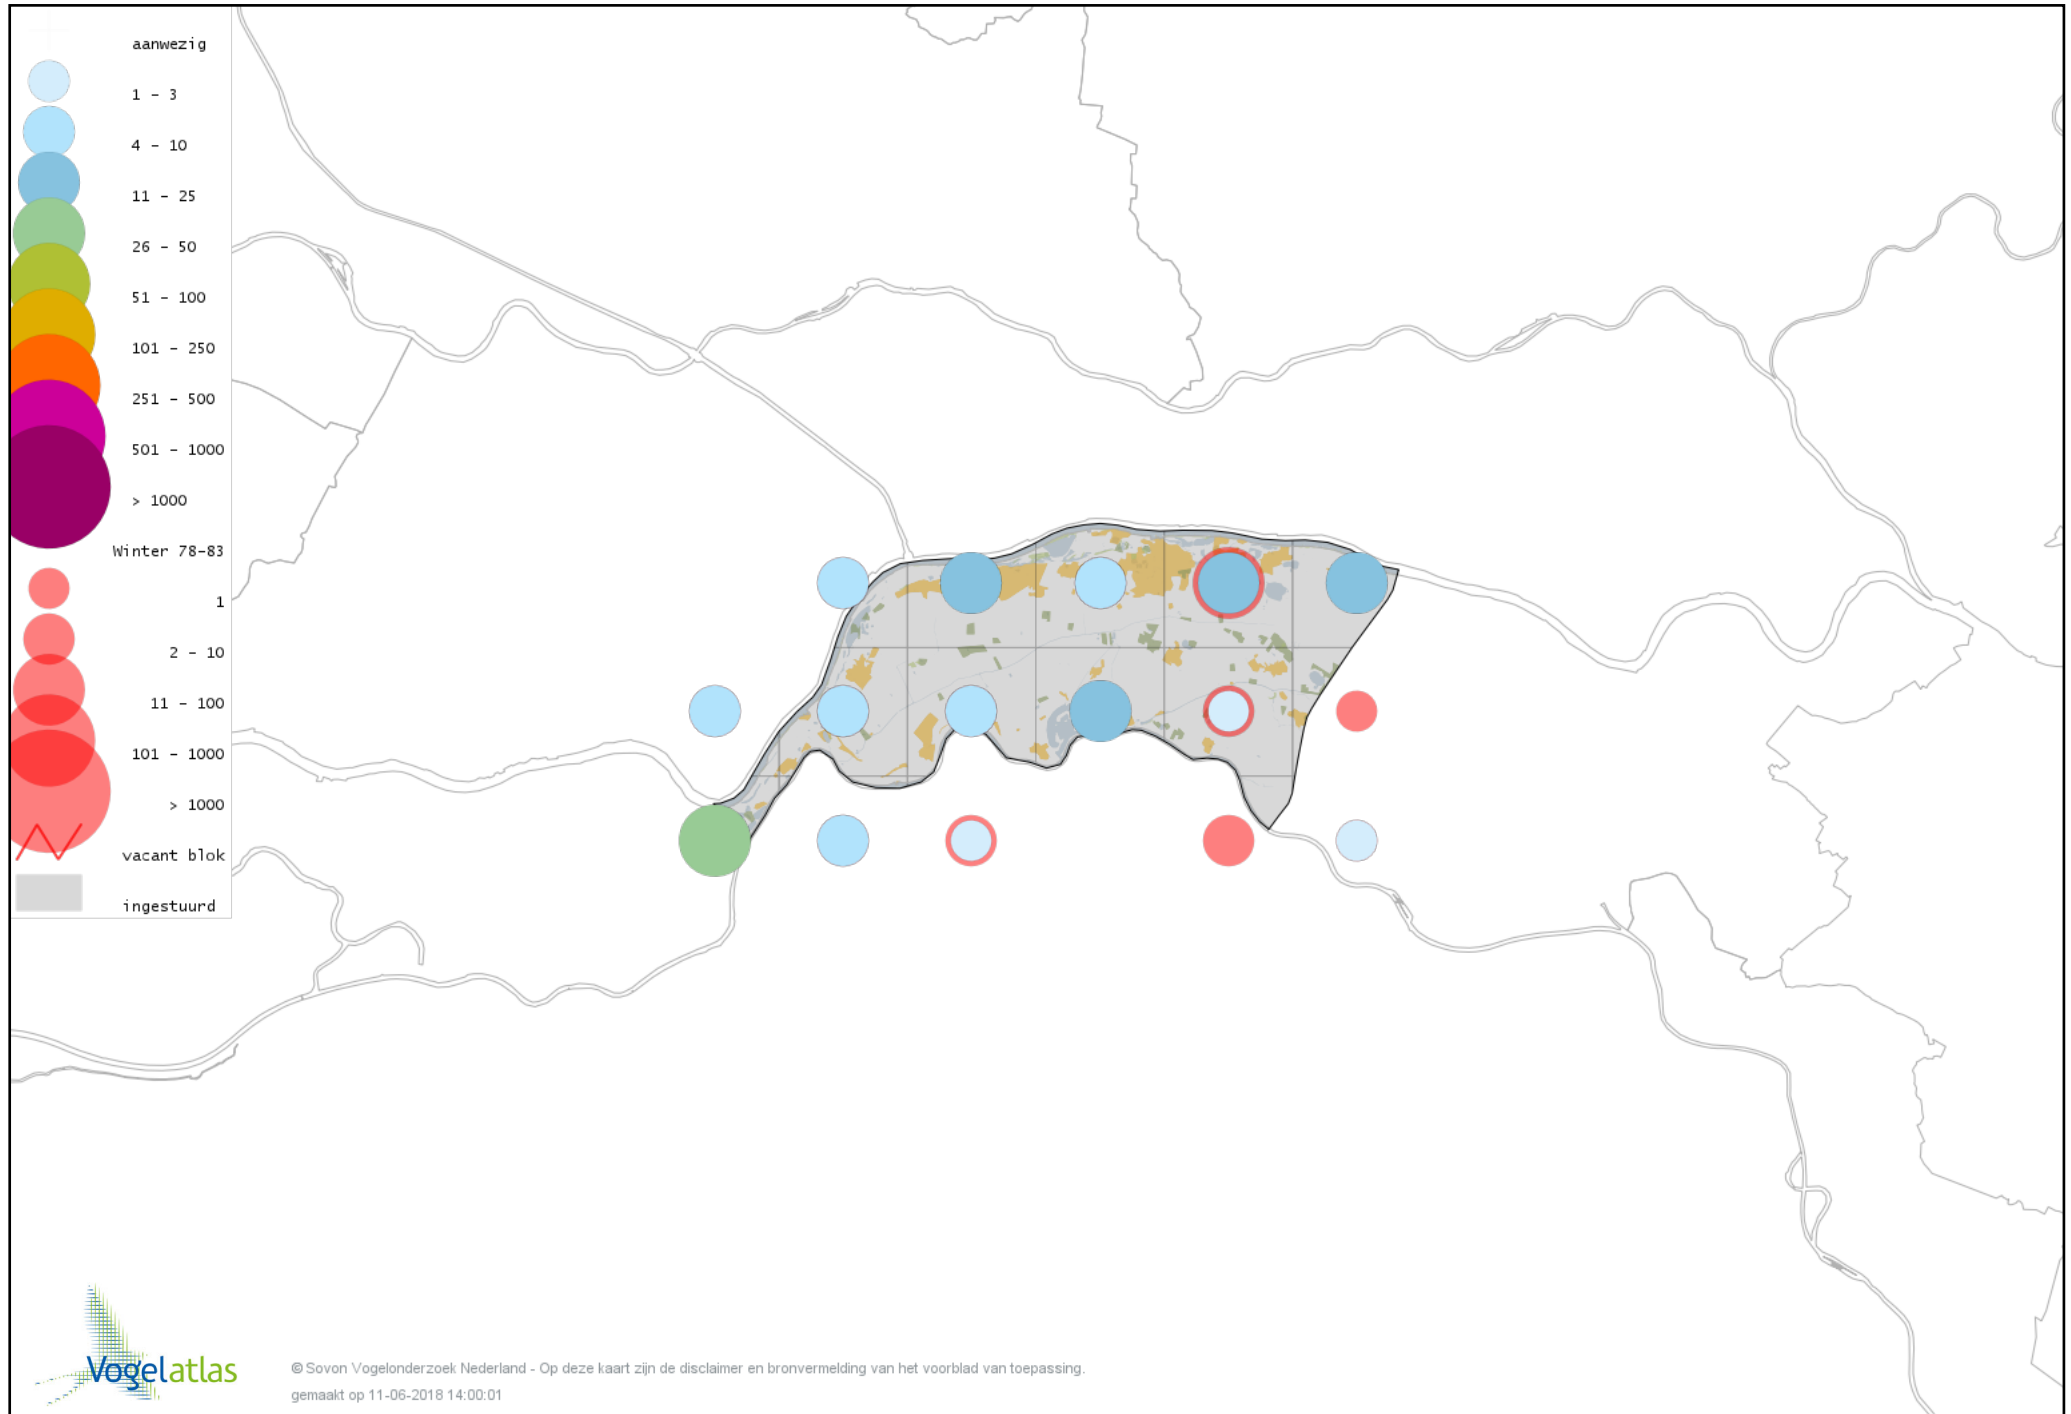 aanwezig
1 - 3
4 - 10
11 - 25
26 - 50
51 - 100
101 - 250
251 - 500
501 - 1000
> 1000
Winter 78-83
1
2 - 10
11 - 100
101 - 1000
> 1000
vacant blok
ingestuurd
Vogelatlas
© Sovon Vogelonderzoek Nederland - Op deze kaart zijn de disclaimer en bronvermelding van het voorblad van toepassing.
gemaakt op 11-06-2018 14:00:01